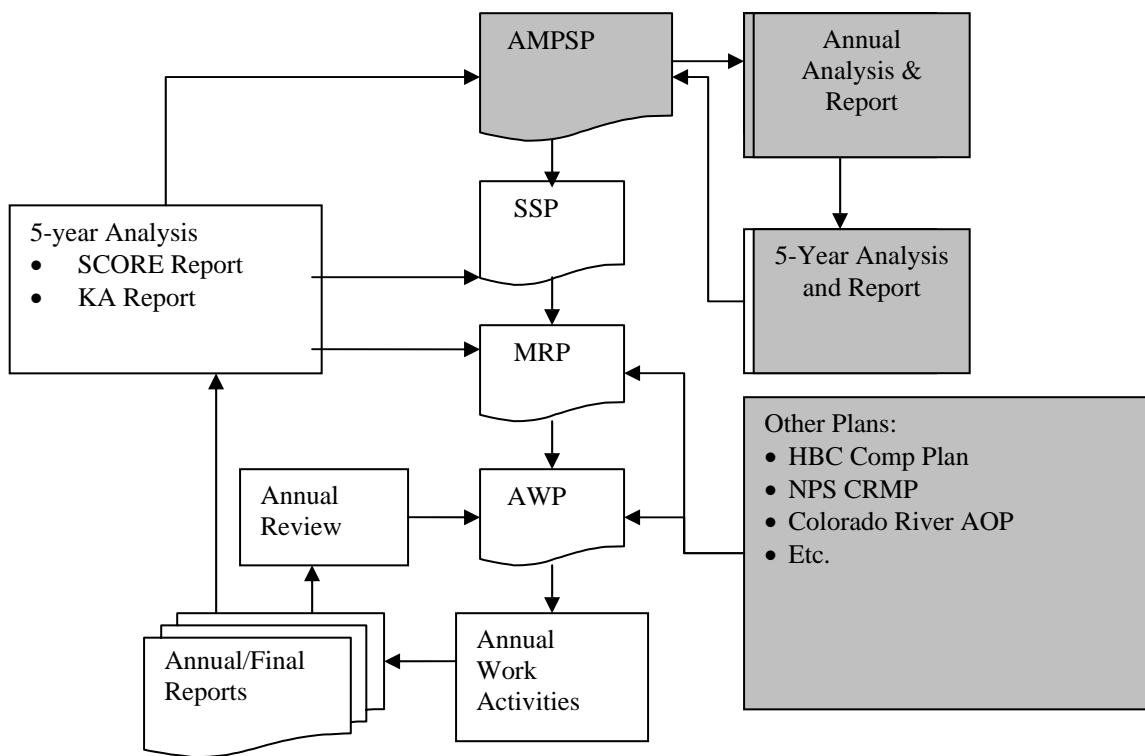 AMPSP
Annual
Analysis &
Report
SSP
5-year Analysis
• SCORE Report
• KA Report
5-Year Analysis
and Report
MRP
Other Plans:
• HBC Comp Plan
• NPS CRMP
• Colorado River AOP
• Etc.
Annual
Review
AWP
Annual
Work
Activities
Annual/Final
Reports